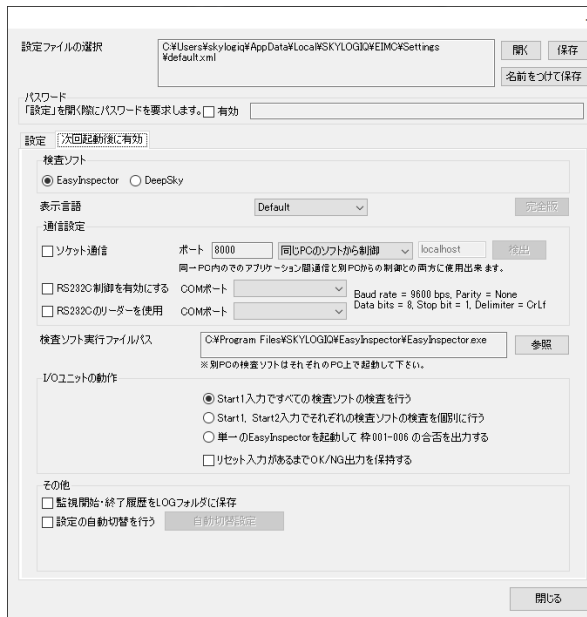 設定ファイルの選択
C:¥Users¥skylogiq¥AppData¥Local¥SKYLOGIQ¥EIMC¥Settings
¥default.xml
開く
保存
名前をつけて保存
パスワード
「設定」を開く際にパスワードを要求します。
有効
設定
次回起動後に有効
検査ソフト
EasyInspector
DeepSky
表示言語
Default
完全版
通信設定
ソケット通信
ポート
8000
同じPCのソフトから制御
localhost
検出
同一PC内のでのアプリケーション間通信と別PCからの制御との両方に使用出来ます。
RS232C制御を有効にする
COMポート
Baud rate = 9600 bps, Parity = None
Data bits = 8, Stop bit = 1, Delimiter = CrLf
RS232Cのリーダーを使用
COMポート
検査ソフト実行ファイルパス
C:¥Program Files¥SKYLOGIQ¥EasyInspector¥EasyInspector.exe
参照
※別PCの検査ソフトはそれぞれのPC上で起動して下さい。
I/Oユニットの動作
Start1入力ですべての検査ソフトの検査を行う
Start1, Start2入力でそれぞれの検査ソフトの検査を個別に行う
単一のEasyInspectorを起動して 枠001-006 の合否を出力する
リセット入力があるまでOK/NG出力を保持する
その他
監視開始・終了履歴をLOGフォルダに保存
設定の自動切替を行う
自動切替設定
閉じる